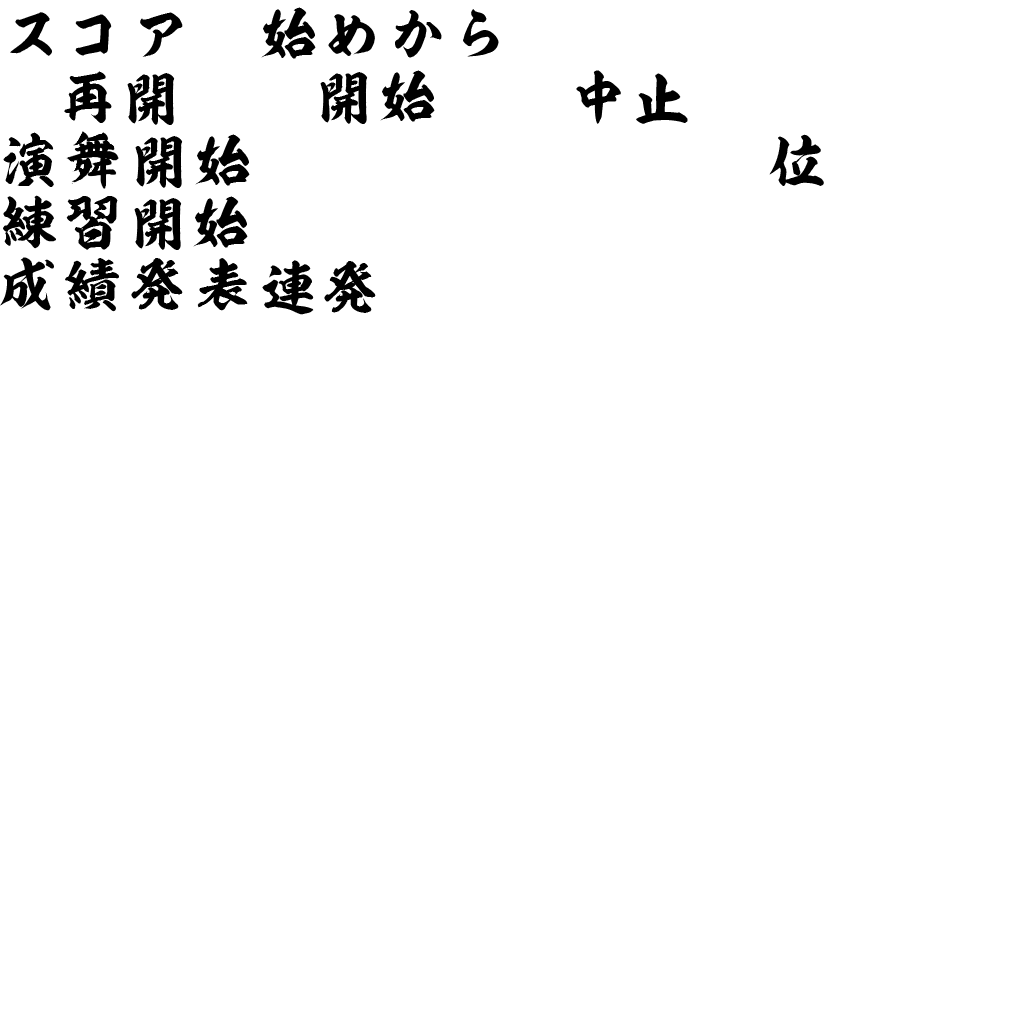 スコア　始めから
再開　開始　中止
演舞開始　位
練習開始
成績発表連発